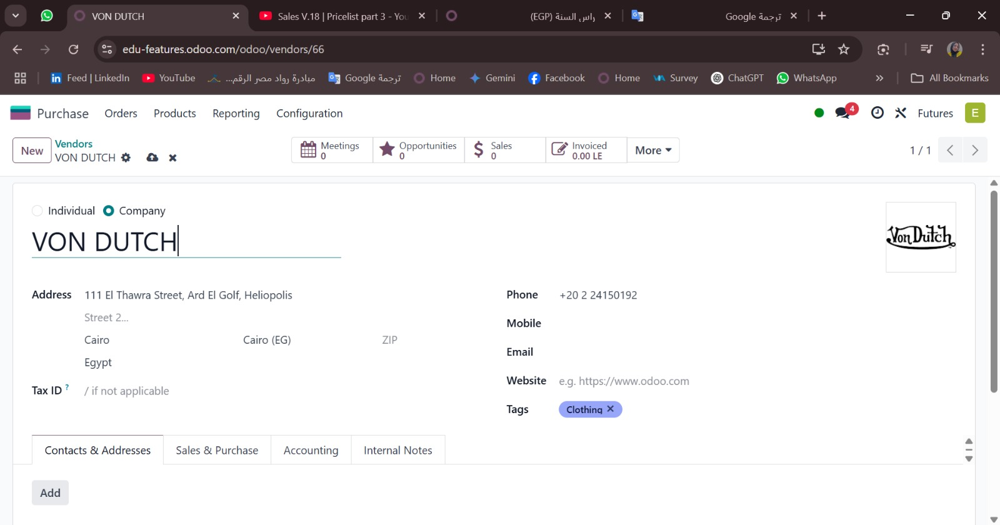 VON DUTCH
Sales V.18 | Pricelist part 3 - You
راس السنة (EGP)
ترجمة Google
edu-features.odoo.com/odoo/vendors/66
Feed | LinkedIn
YouTube
مبادرة رواد مصر الرقم...
ترجمة Google
Home
Gemini
Facebook
Home
Survey
ChatGPT
WhatsApp
All Bookmarks
Purchase
Orders
Products
Reporting
Configuration
4
Futures
E
New
Vendors
VON DUTCH
Meetings
0
Opportunities
0
Sales
0
Invoiced
0.00 LE
More
1 / 1
Individual
Company
VON DUTCH
Von Dutch
Address
111 El Thawra Street, Ard El Golf, Heliopolis
Street 2...
Cairo
Cairo (EG)
ZIP
Egypt
Tax ID ?
/ if not applicable
Phone
+20 2 24150192
Mobile
Email
Website
e.g. https://www.odoo.com
Tags
Clothing
Contacts & Addresses
Sales & Purchase
Accounting
Internal Notes
Add